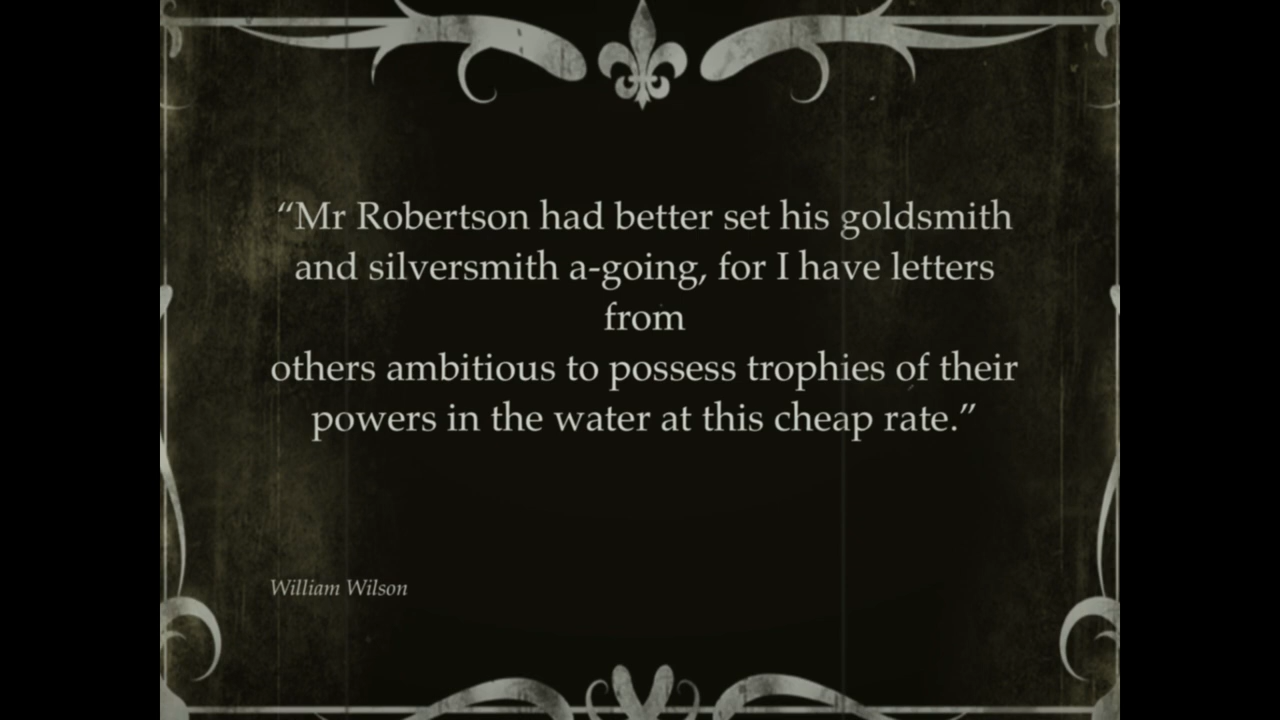 “Mr Robertson had better set his goldsmith
and silversmith a-going, for I have letters
from
others ambitious to possess trophies of their
powers in the water at this cheap rate.”
William Wilson